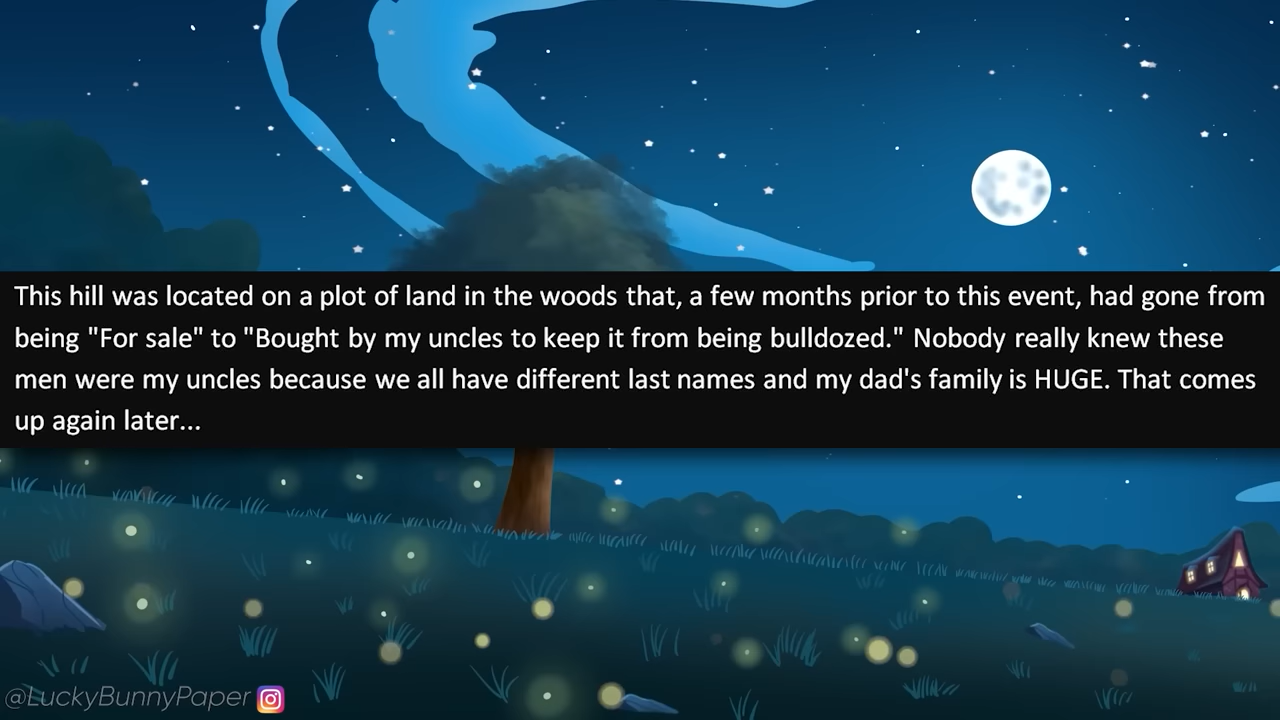 This hill was located on a plot of land in the woods that, a few months prior to this event, had gone from
being "For sale" to "Bought by my uncles to keep it from being bulldozed." Nobody really knew these
men were my uncles because we all have different last names and my dad's family is HUGE. That comes
up again later...
@LuckyBunnyPaper